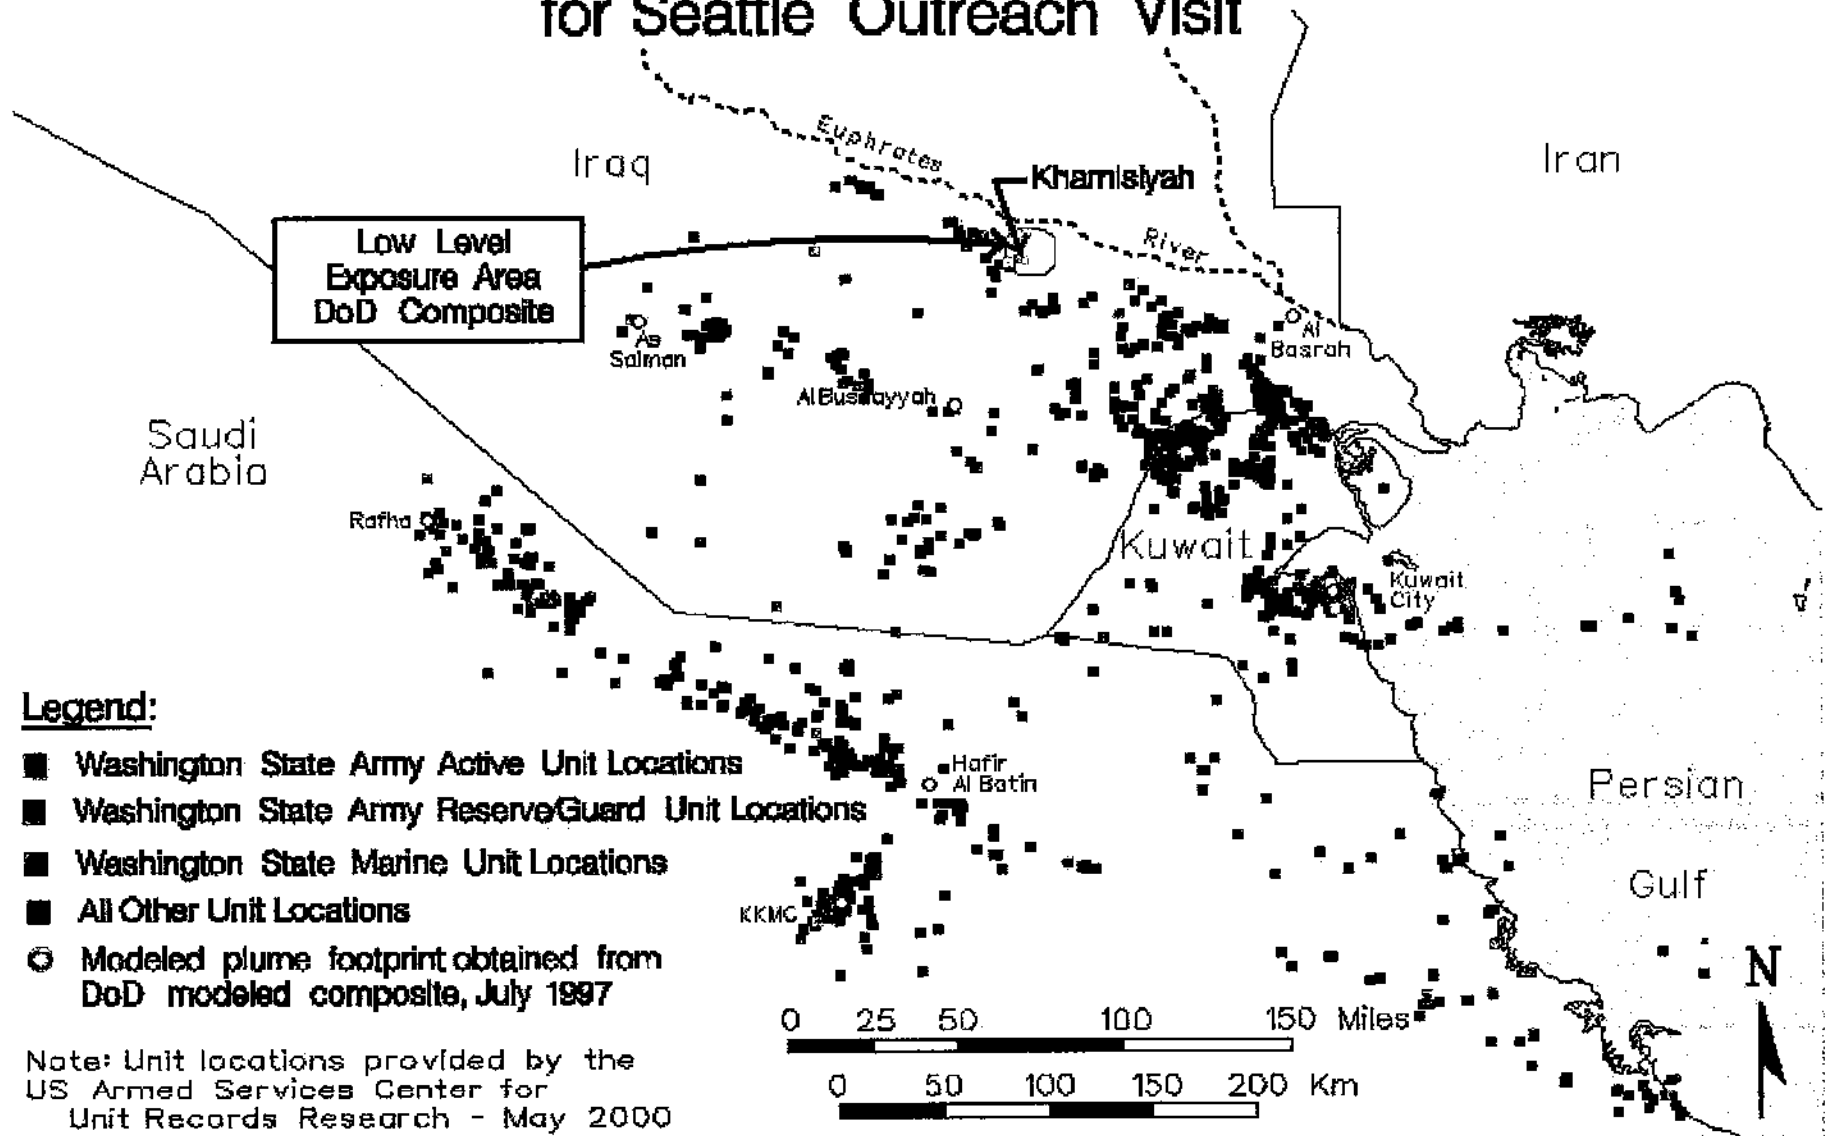 for Seattle Outreach Visit
Euphrates
Iraq
Iran
Khamisiyah
Low Level
Exposure Area
DoD Composite
River
As
Salman
Al
Basrah
Al Busayyah
Saudi
Arabia
Rafha
Kuwait
Kuwait
City
Legend:
Washington State Army Active Unit Locations
Washington State Army Reserve/Guard Unit Locations
Washington State Marine Unit Locations
All Other Unit Locations
Modeled plume footprint obtained from
DoD modeled composite, July 1997
Hafir
Al Batin
Persian
Gulf
KKMC
N
0 25 50 100 150 Miles
0 50 100 150 200 Km
Note: Unit locations provided by the
US Armed Services Center for
Unit Records Research - May 2000